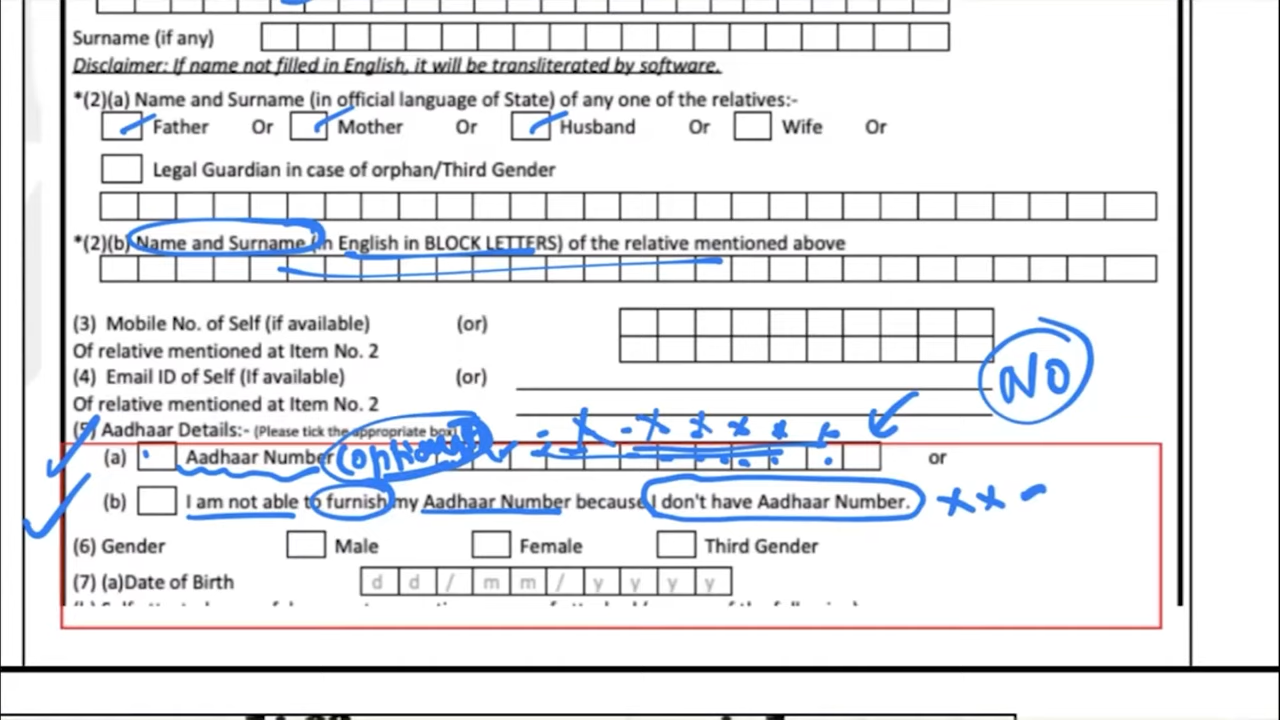 Surname (if any)
Disclaimer: If name not filled in English, it will be transliterated by software.
*(2)(a) Name and Surname (in official language of State) of any one of the relatives:-
Father Or Mother Or Husband Or Wife Or
Legal Guardian in case of orphan/Third Gender
*(2)(b) Name and Surname (in English in BLOCK LETTERS) of the relative mentioned above
(3) Mobile No. of Self (if available) (or)
Of relative mentioned at Item No. 2
(4) Email ID of Self (If available) (or)
NO
Of relative mentioned at Item No. 2
(5) Aadhaar Details:- (Please tick the appropriate box)
(a) Aadhaar Number (optional) or
(b) I am not able to furnish my Aadhaar Number because I don't have Aadhaar Number. x x -
(6) Gender Male Female Third Gender
(7) (a)Date of Birth d d / m m / y y y y